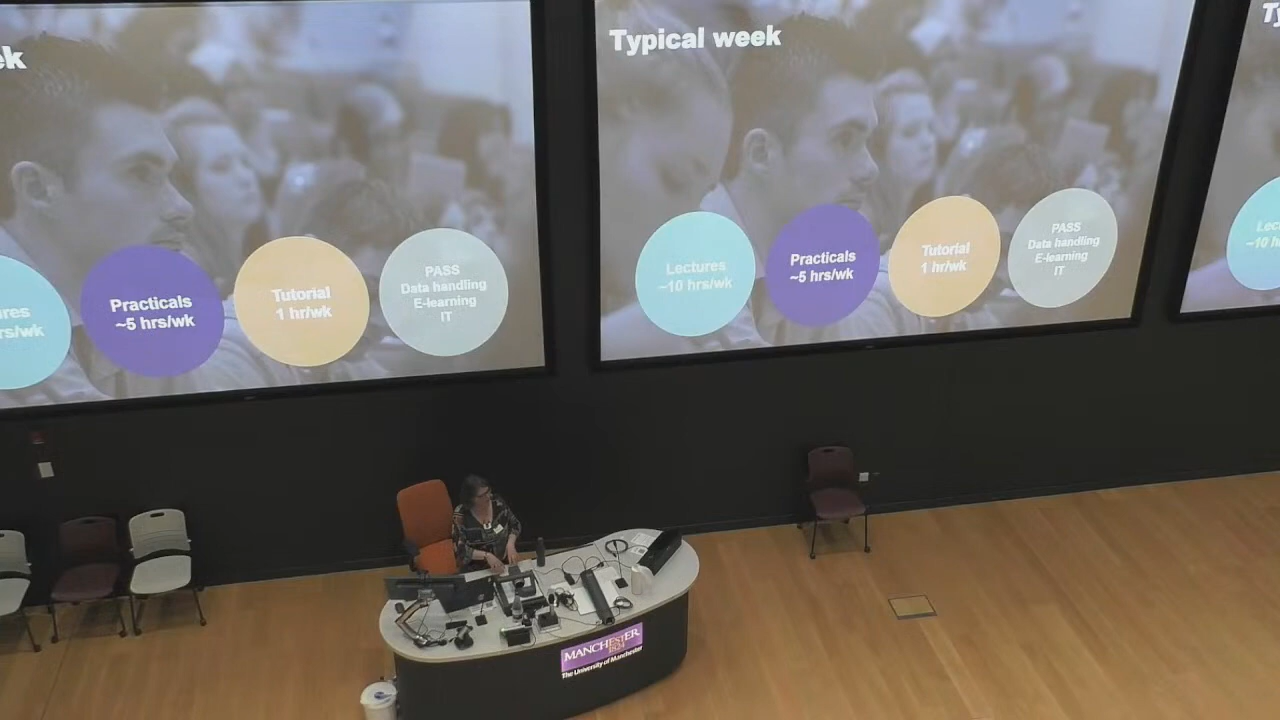 ek
Typical week
Ty
ures
rs/wk
Practicals
~5 hrs/wk
Tutorial
1 hr/wk
PASS
Data handling
E-learning
IT
Lectures
~10 hrs/wk
Practicals
~5 hrs/wk
Tutorial
1 hr/wk
PASS
Data handling
E-learning
IT
Lec
~10 h
MANCHESTER
1824
The University of Manchester